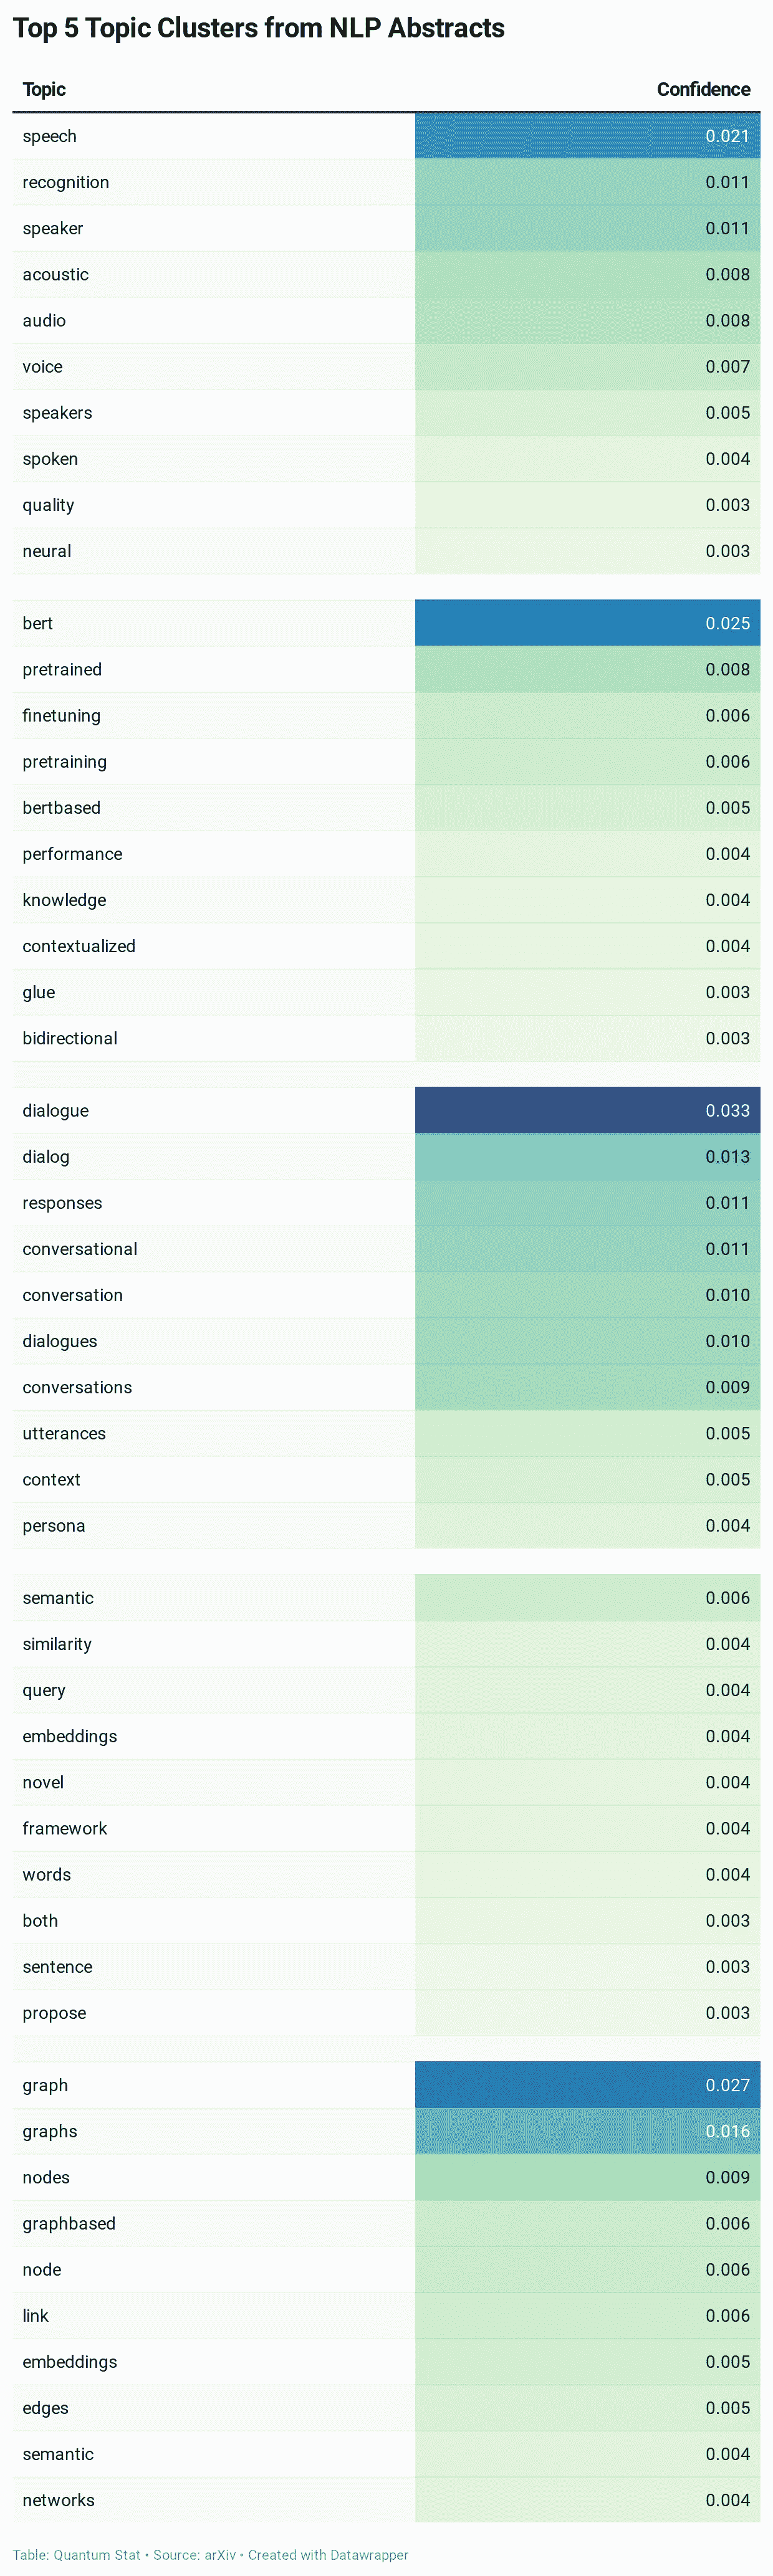 Top 5 Topic Clusters from NLP Abstracts
Topic Confidence
speech 0.021
recognition 0.011
speaker 0.011
acoustic 0.008
audio 0.008
voice 0.007
speakers 0.005
spoken 0.004
quality 0.003
neural 0.003
bert 0.025
pretrained 0.008
finetuning 0.006
pretraining 0.006
bertbased 0.005
performance 0.004
knowledge 0.004
contextualized 0.004
glue 0.003
bidirectional 0.003
dialogue 0.033
dialog 0.013
responses 0.011
conversational 0.011
conversation 0.010
dialogues 0.010
conversations 0.009
utterances 0.005
context 0.005
persona 0.004
semantic 0.006
similarity 0.004
query 0.004
embeddings 0.004
novel 0.004
framework 0.004
words 0.004
both 0.003
sentence 0.003
propose 0.003
graph 0.027
graphs 0.016
nodes 0.009
graphbased 0.006
node 0.006
link 0.006
embeddings 0.005
edges 0.005
semantic 0.004
networks 0.004
Table: Quantum Stat • Source: arXiv • Created with Datawrapper